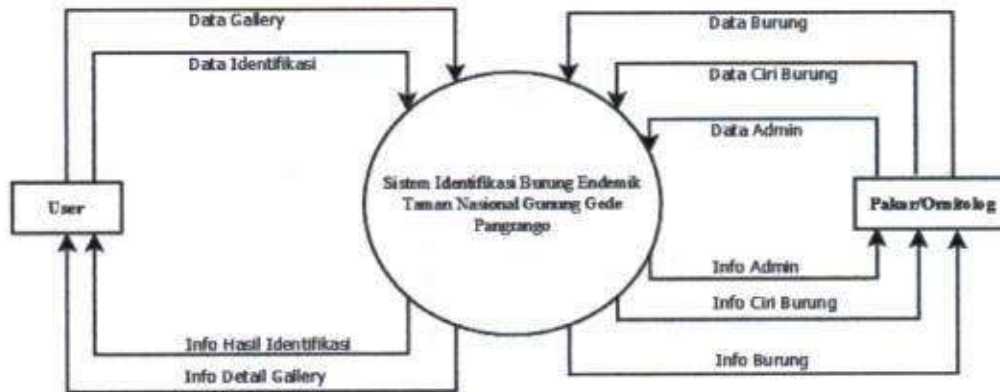 Data Gallery
Data Burung
Data Identifikasi
Data Ciri Burung
Data Admin
User
Sistem Identifikasi Burung Endemik
Taman Nasional Gunung Gede
Pangrango
Pakar/Ornitolog
Info Admin
Info Ciri Burung
Info Hasil Identifikasi
Info Burung
Info Detail Gallery